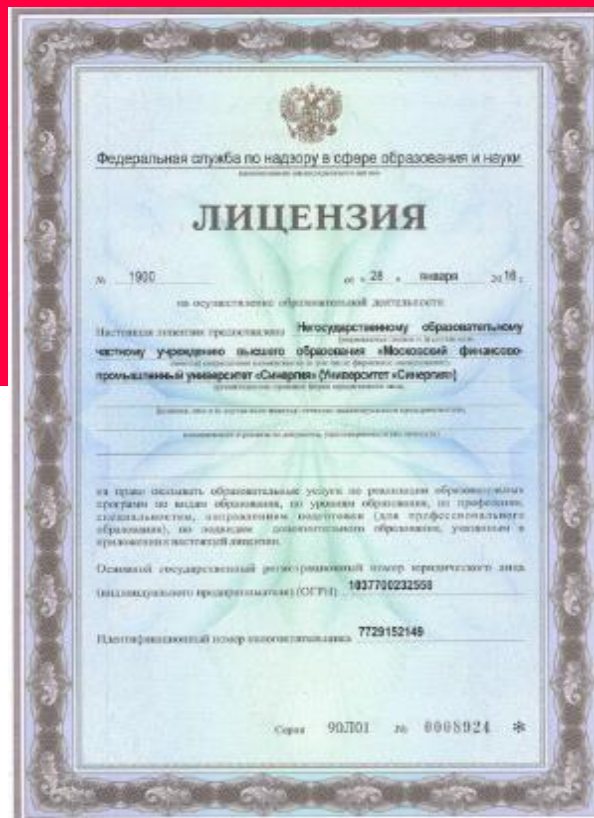 Федеральная служба по надзору в сфере образования и науки
ЛИЦЕНЗИЯ
№ 1900 от « 28 » января 2016 г
на осуществление образовательной деятельности
Настоящая лицензия предоставлена Негосударственному образовательному
частному учреждению высшего образования «Московский финансово-
промышленный университет «Синергия» (Университет «Синергия»)
на право оказывать образовательные услуги по реализации образовательных
программ по видам образования, по уровням образования, по профессиям,
специальностям, направлениям подготовки (для профессионального
образования), по подвидам дополнительного образования, указанным в
приложении к настоящей лицензии.
Основной государственный регистрационный номер юридического лица
(индивидуального предпринимателя) (ОГРН) 1037700232558
Идентификационный номер налогоплательщика 7729152149
Серия 90Л01 № 0008924 *